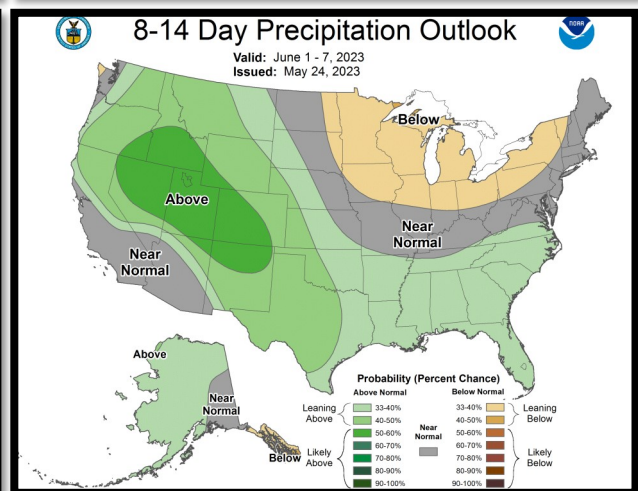 8-14 Day Precipitation Outlook
NOAA
Valid: June 1 - 7, 2023
Issued: May 24, 2023
Below
Above
Near
Normal
Near
Normal
Above
Near
Normal
Below
Probability (Percent Chance)
Above Normal
Below Normal
Leaning
Above
33-40%
40-50%
Likely
Above
50-60%
60-70%
70-80%
80-90%
90-100%
Near
Normal
33-40%
40-50%
Leaning
Below
50-60%
60-70%
70-80%
80-90%
90-100%
Likely
Below